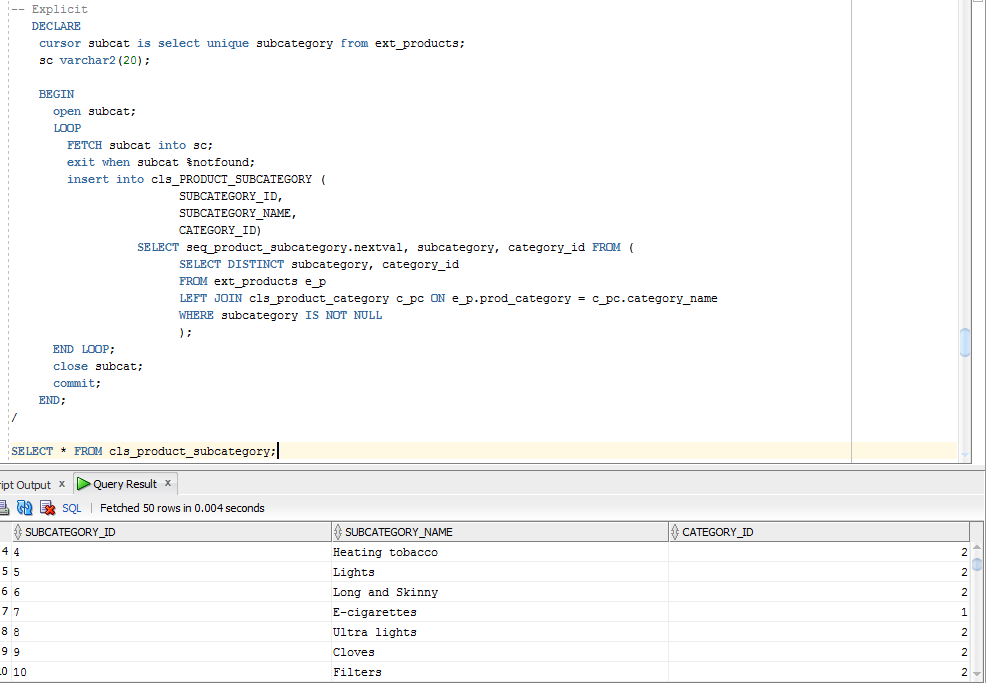 -- Explicit
DECLARE
cursor subcat is select unique subcategory from ext_products;
sc varchar2(20);
BEGIN
open subcat;
LOOP
FETCH subcat into sc;
exit when subcat %notfound;
insert into cls_PRODUCT_SUBCATEGORY (
SUBCATEGORY_ID,
SUBCATEGORY_NAME,
CATEGORY_ID)
SELECT seq_product_subcategory.nextval, subcategory, category_id FROM (
SELECT DISTINCT subcategory, category_id
FROM ext_products e_p
LEFT JOIN cls_product_category c_pc ON e_p.prod_category = c_pc.category_name
WHERE subcategory IS NOT NULL
);
END LOOP;
close subcat;
commit;
END;
/
SELECT * FROM cls_product_subcategory;
ipt Output x Query Result x
SQL | Fetched 50 rows in 0.004 seconds
SUBCATEGORY_ID SUBCATEGORY_NAME CATEGORY_ID
4 4 Heating tobacco 2
5 5 Lights 2
6 6 Long and Skinny 2
7 7 E-cigarettes 1
8 8 Ultra lights 2
9 9 Cloves 2
0 10 Filters 2